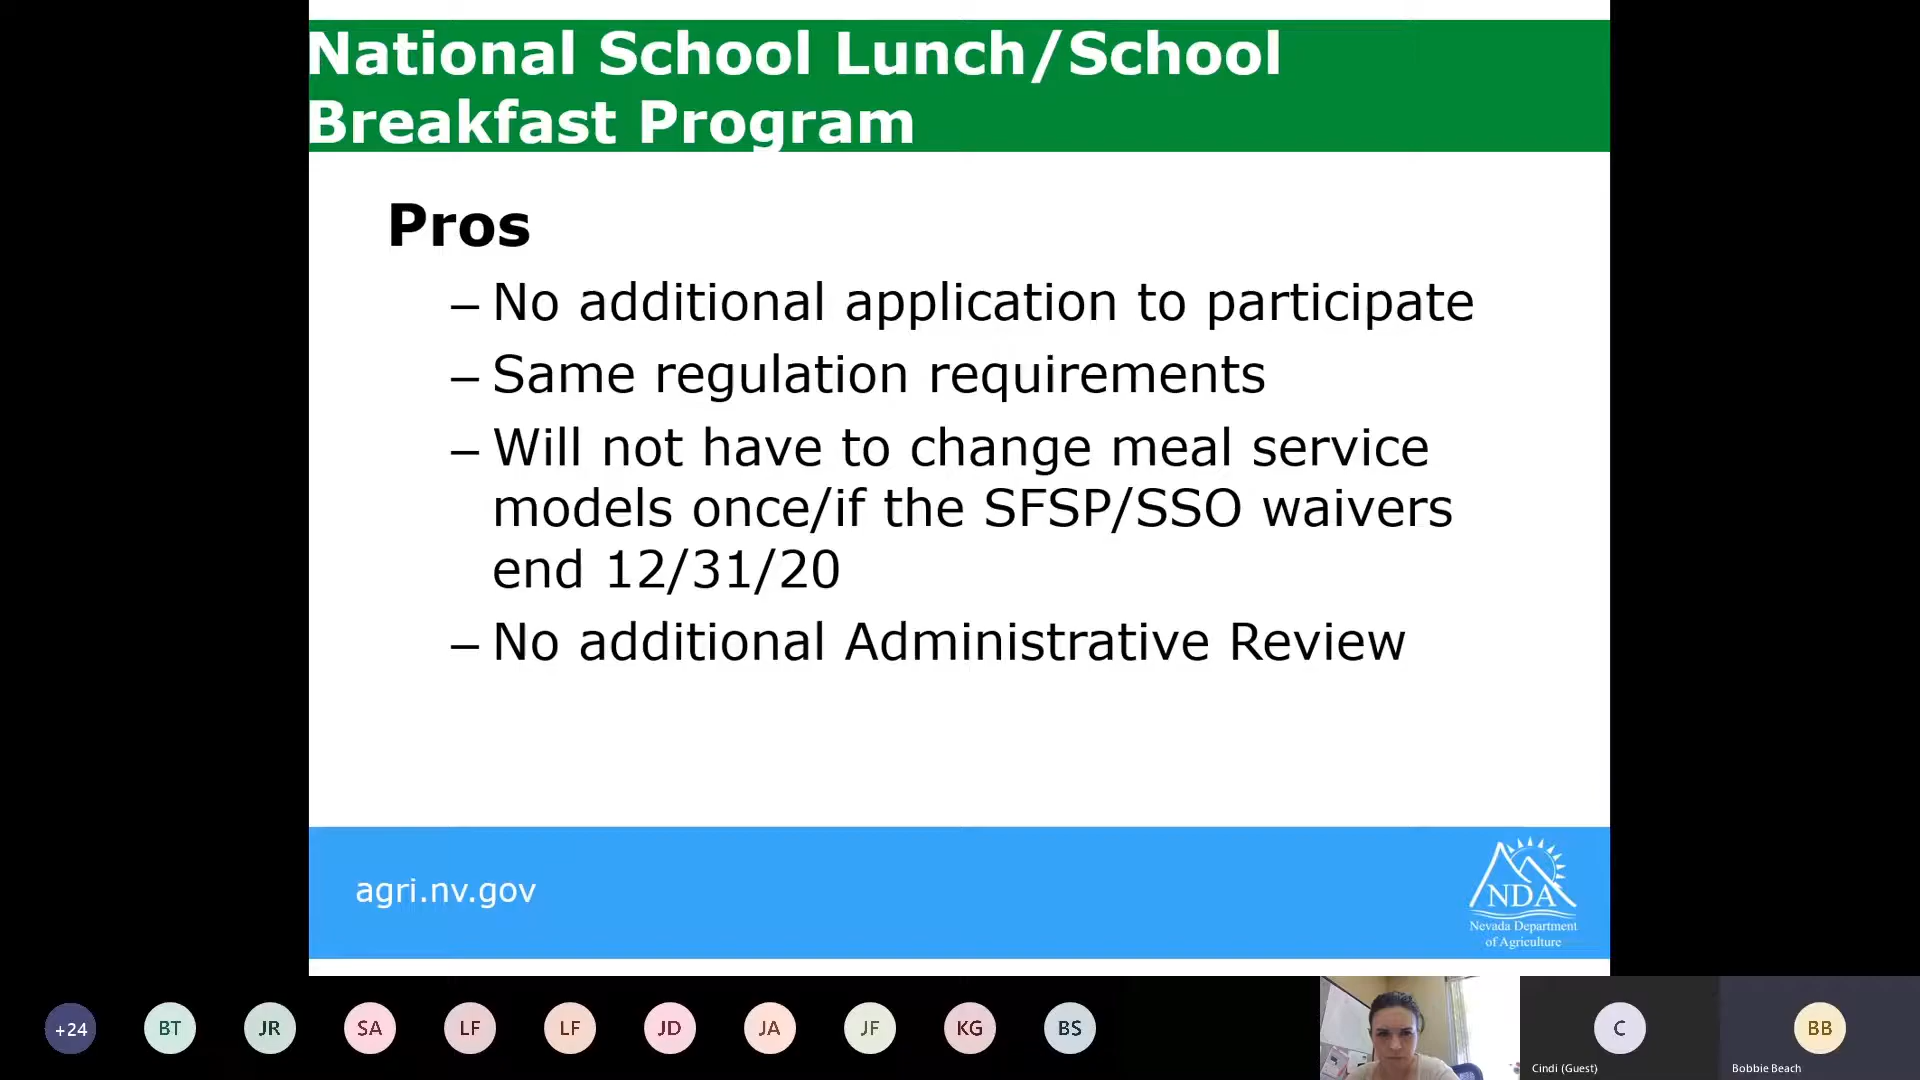 National School Lunch/School
Breakfast Program
Pros
– No additional application to participate
– Same regulation requirements
– Will not have to change meal service
models once/if the SFSP/SSO waivers
end 12/31/20
– No additional Administrative Review
agri.nv.gov
NDA
Nevada Department
of Agriculture
+24
BT
JR
SA
LF
LF
JD
JA
JF
KG
BS
C
BB
Cindi (Guest)
Bobbie Beach